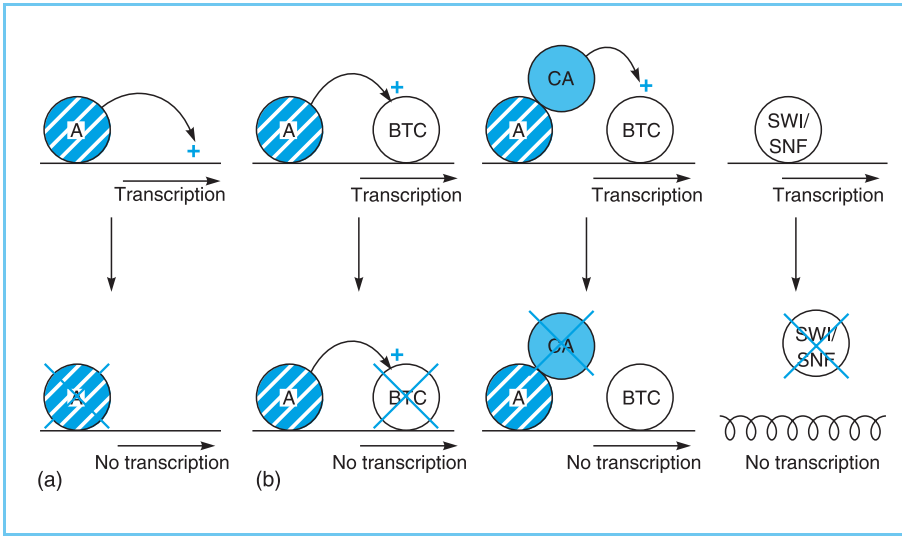 A
+
Transcription
A
+
BTC
Transcription
A
CA
+
BTC
Transcription
SWI/
SNF
Transcription
A
No transcription
(a)
A
+
BTC
No transcription
(b)
A
CA
BTC
No transcription
SWI/
SNF
No transcription